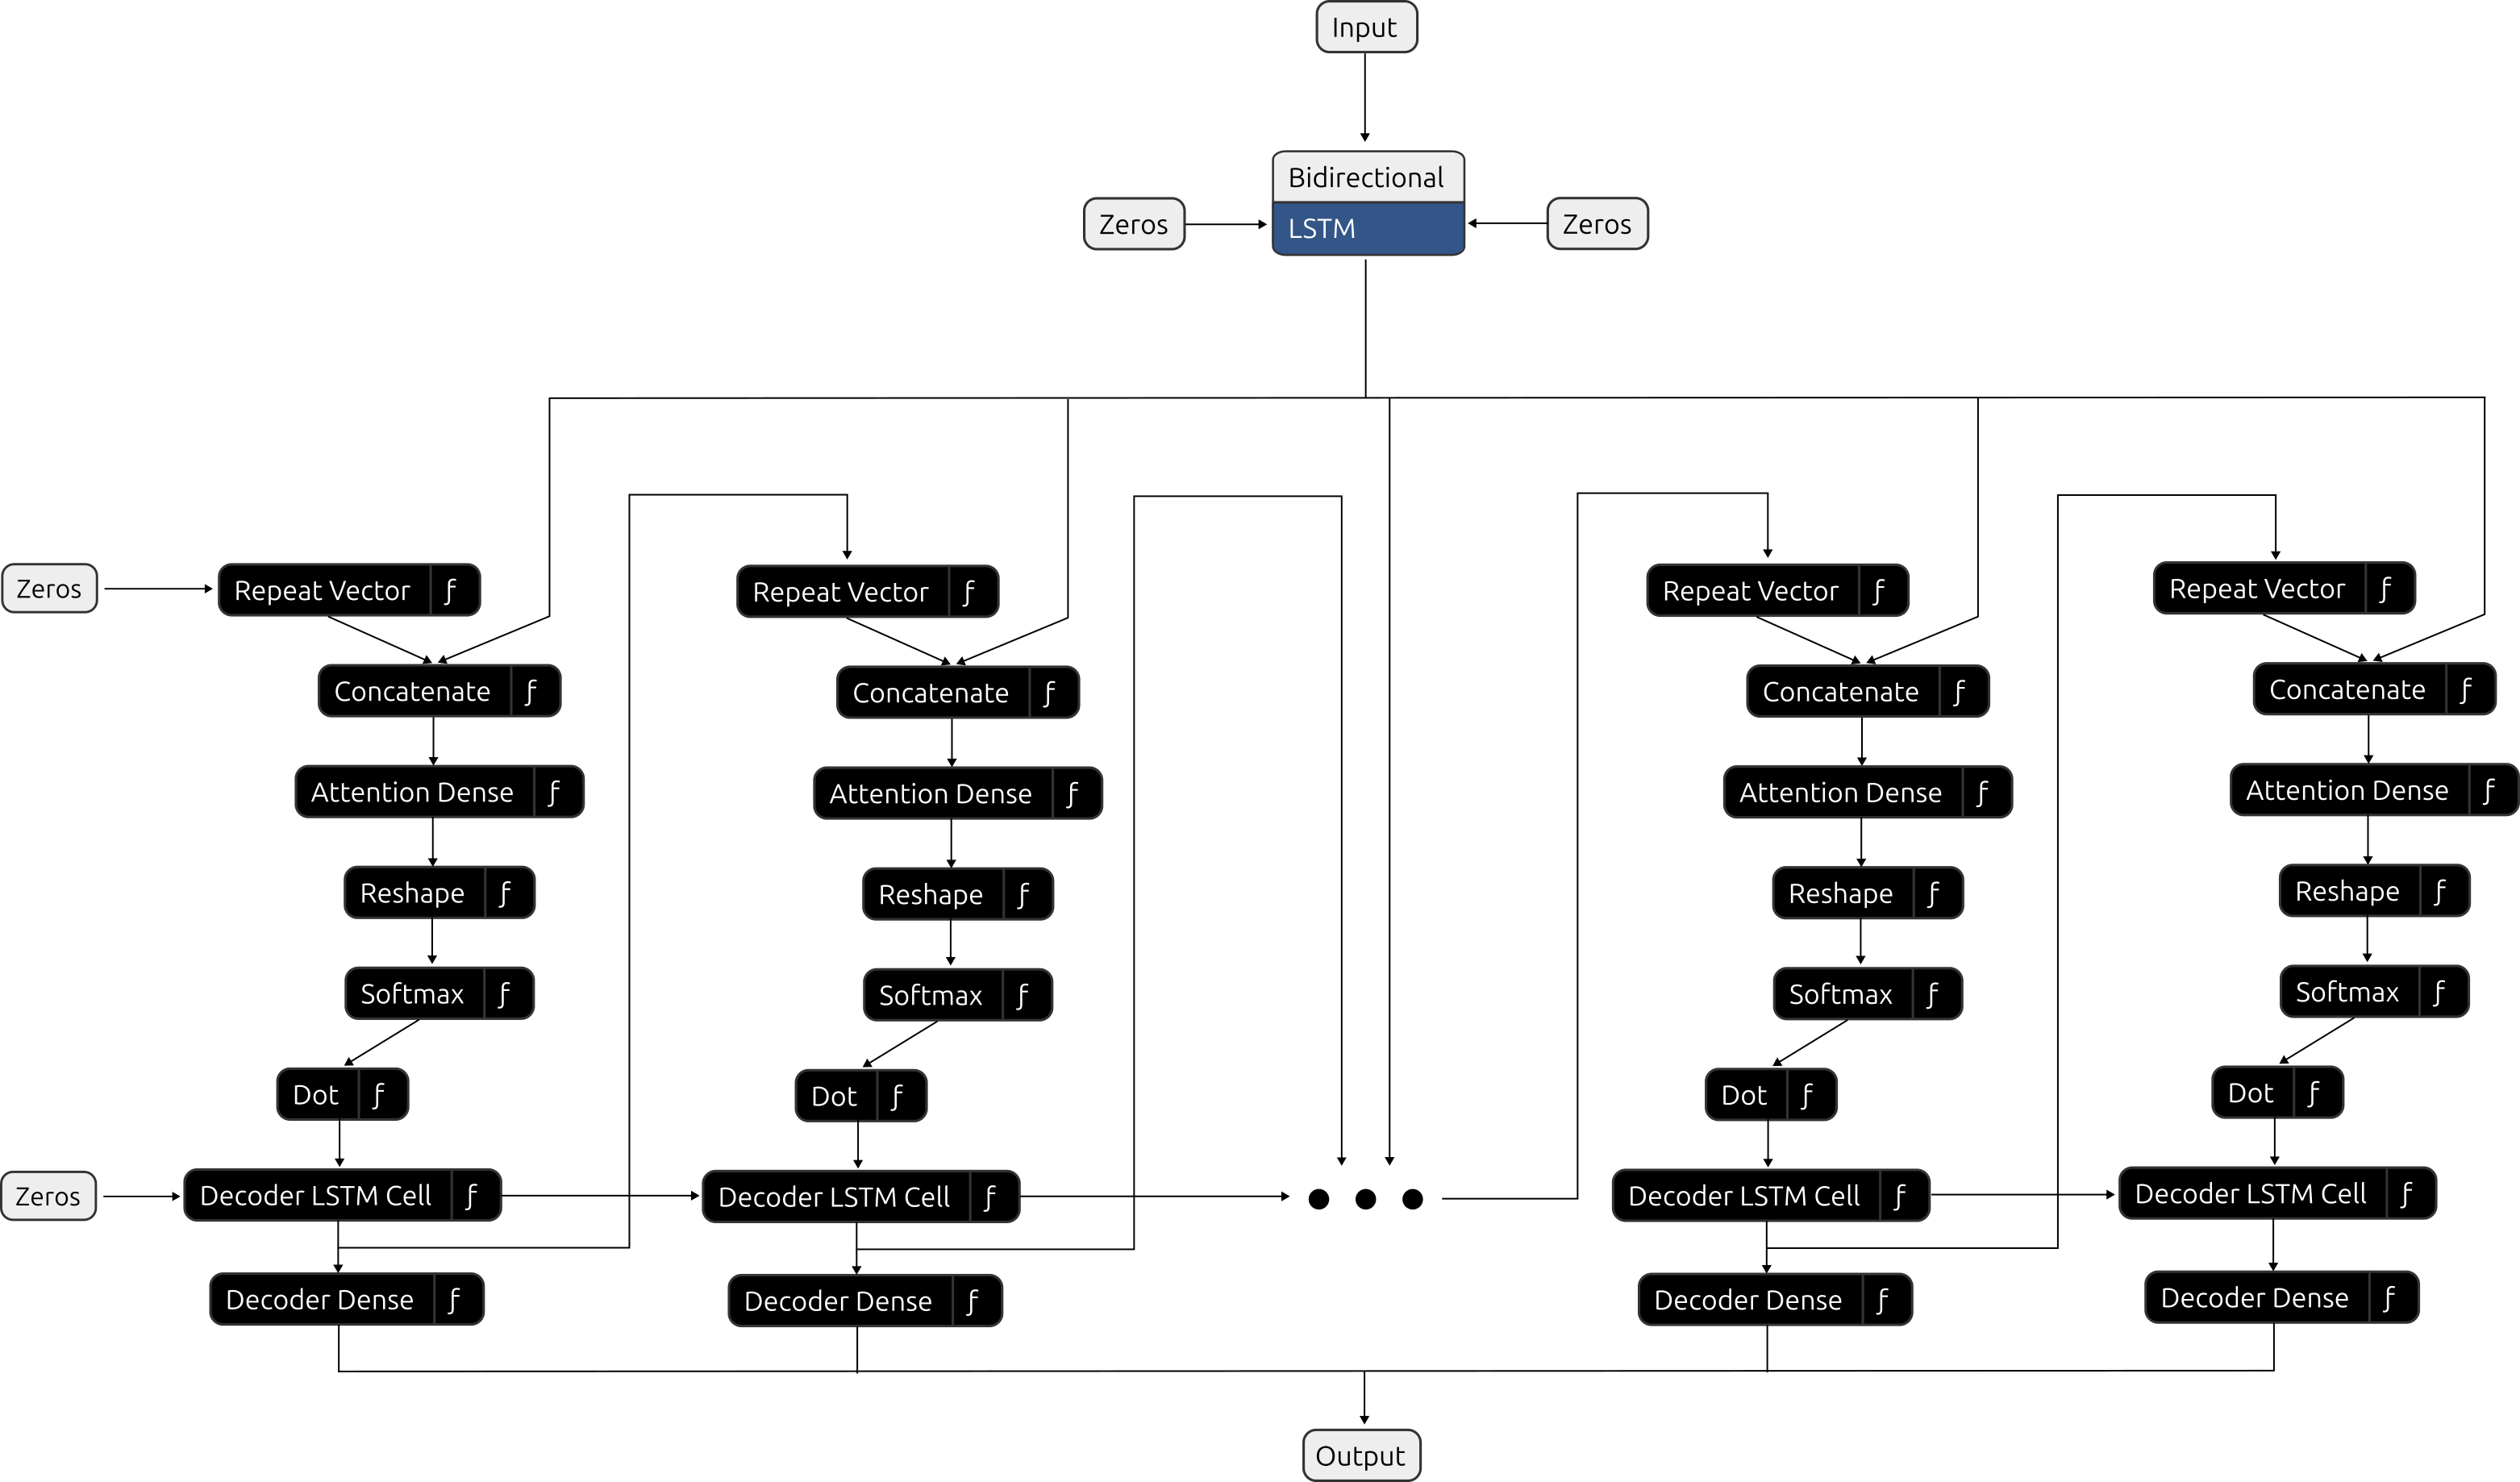 Input
Bidirectional
LSTM
Zeros
Zeros
Zeros
Repeat Vector ƒ
Repeat Vector ƒ
Repeat Vector ƒ
Repeat Vector ƒ
Concatenate ƒ
Concatenate ƒ
Concatenate ƒ
Concatenate ƒ
Attention Dense ƒ
Attention Dense ƒ
Attention Dense ƒ
Attention Dense ƒ
Reshape ƒ
Reshape ƒ
Reshape ƒ
Reshape ƒ
Softmax ƒ
Softmax ƒ
Softmax ƒ
Softmax ƒ
Dot ƒ
Dot ƒ
Dot ƒ
Dot ƒ
Zeros
Decoder LSTM Cell ƒ
Decoder LSTM Cell ƒ
Decoder LSTM Cell ƒ
Decoder LSTM Cell ƒ
Decoder Dense ƒ
Decoder Dense ƒ
Decoder Dense ƒ
Decoder Dense ƒ
Output